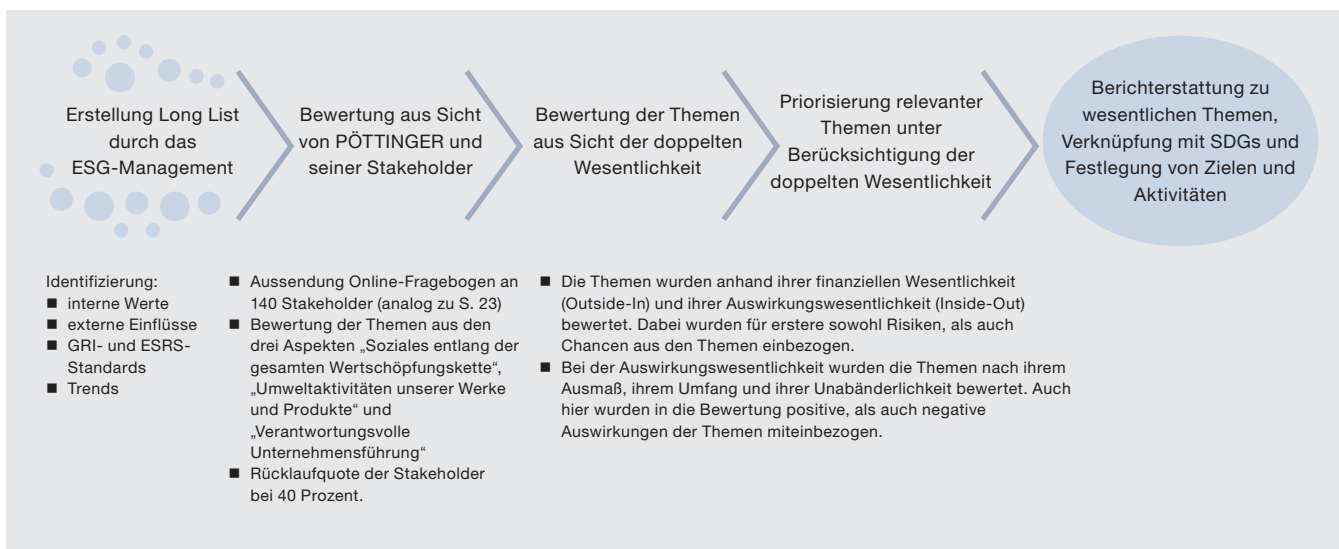 Erstellung Long List
durch das
ESG-Management
Bewertung aus Sicht
von PÖTTINGER und
seiner Stakeholder
Bewertung der Themen
aus Sicht der doppelten
Wesentlichkeit
Priorisierung relevanter
Themen unter
Berücksichtigung der
doppelten Wesentlichkeit
Berichterstattung zu
wesentlichen Themen,
Verknüpfung mit SDGs und
Festlegung von Zielen und
Aktivitäten
Identifizierung:
■ interne Werte
■ externe Einflüsse
■ GRI- und ESRS-
Standards
■ Trends
■ Aussendung Online-Fragebogen an
140 Stakeholder (analog zu S. 23)
■ Bewertung der Themen aus den
drei Aspekten „Soziales entlang der
gesamten Wertschöpfungskette“,
„Umweltaktivitäten unserer Werke
und Produkte“ und
„Verantwortungsvolle
Unternehmensführung“
■ Rücklaufquote der Stakeholder
bei 40 Prozent.
■ Die Themen wurden anhand ihrer finanziellen Wesentlichkeit
(Outside-In) und ihrer Auswirkungswesentlichkeit (Inside-Out)
bewertet. Dabei wurden für erstere sowohl Risiken, als auch
Chancen aus den Themen einbezogen.
■ Bei der Auswirkungswesentlichkeit wurden die Themen nach ihrem
Ausmaß, ihrem Umfang und ihrer Unabänderlichkeit bewertet. Auch
hier wurden in die Bewertung positive, als auch negative
Auswirkungen der Themen miteinbezogen.